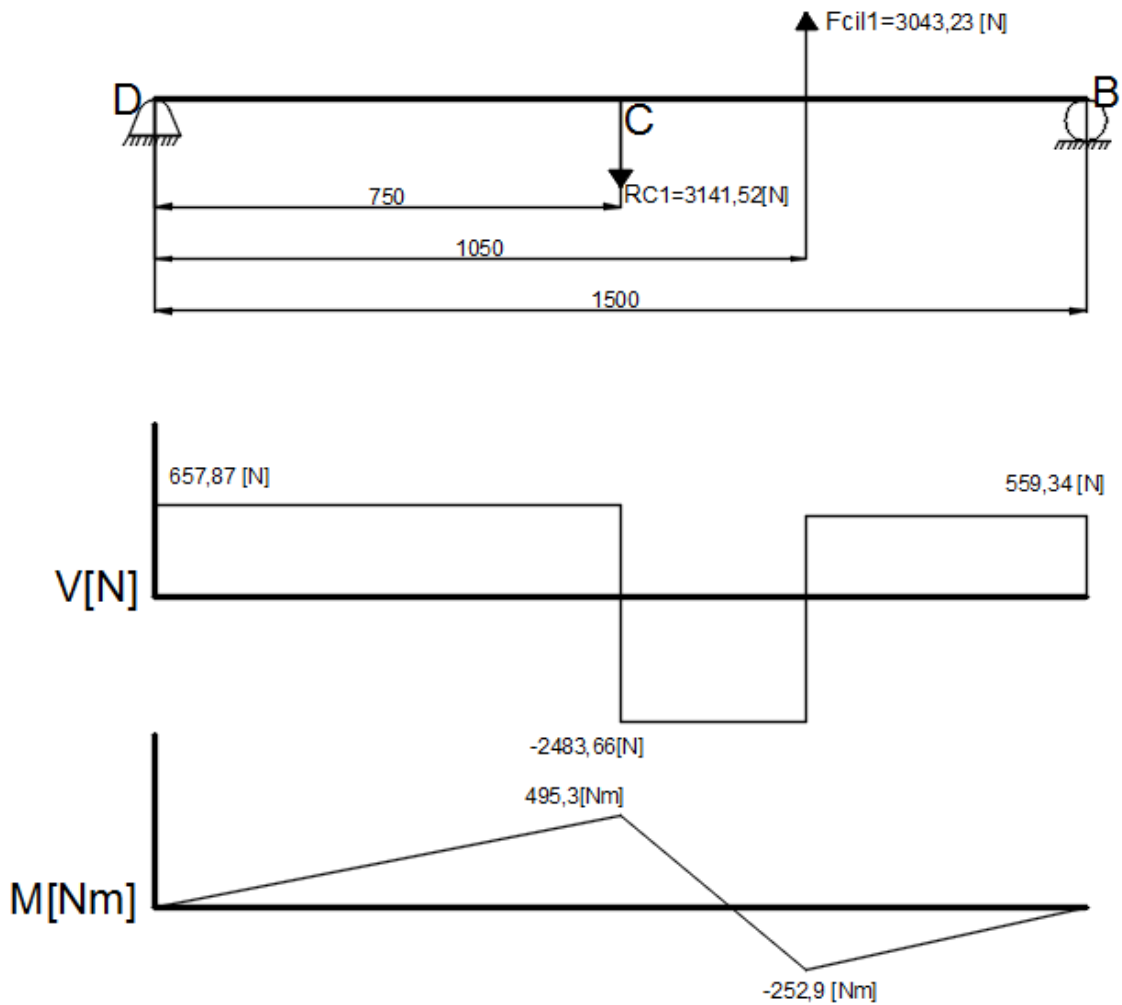 Fcil1=3043,23 [N]
D
B
C
RC1=3141,52[N]
750
1050
1500
657,87 [N]
559,34 [N]
V[N]
-2483,66[N]
495,3[Nm]
M[Nm]
-252,9 [Nm]